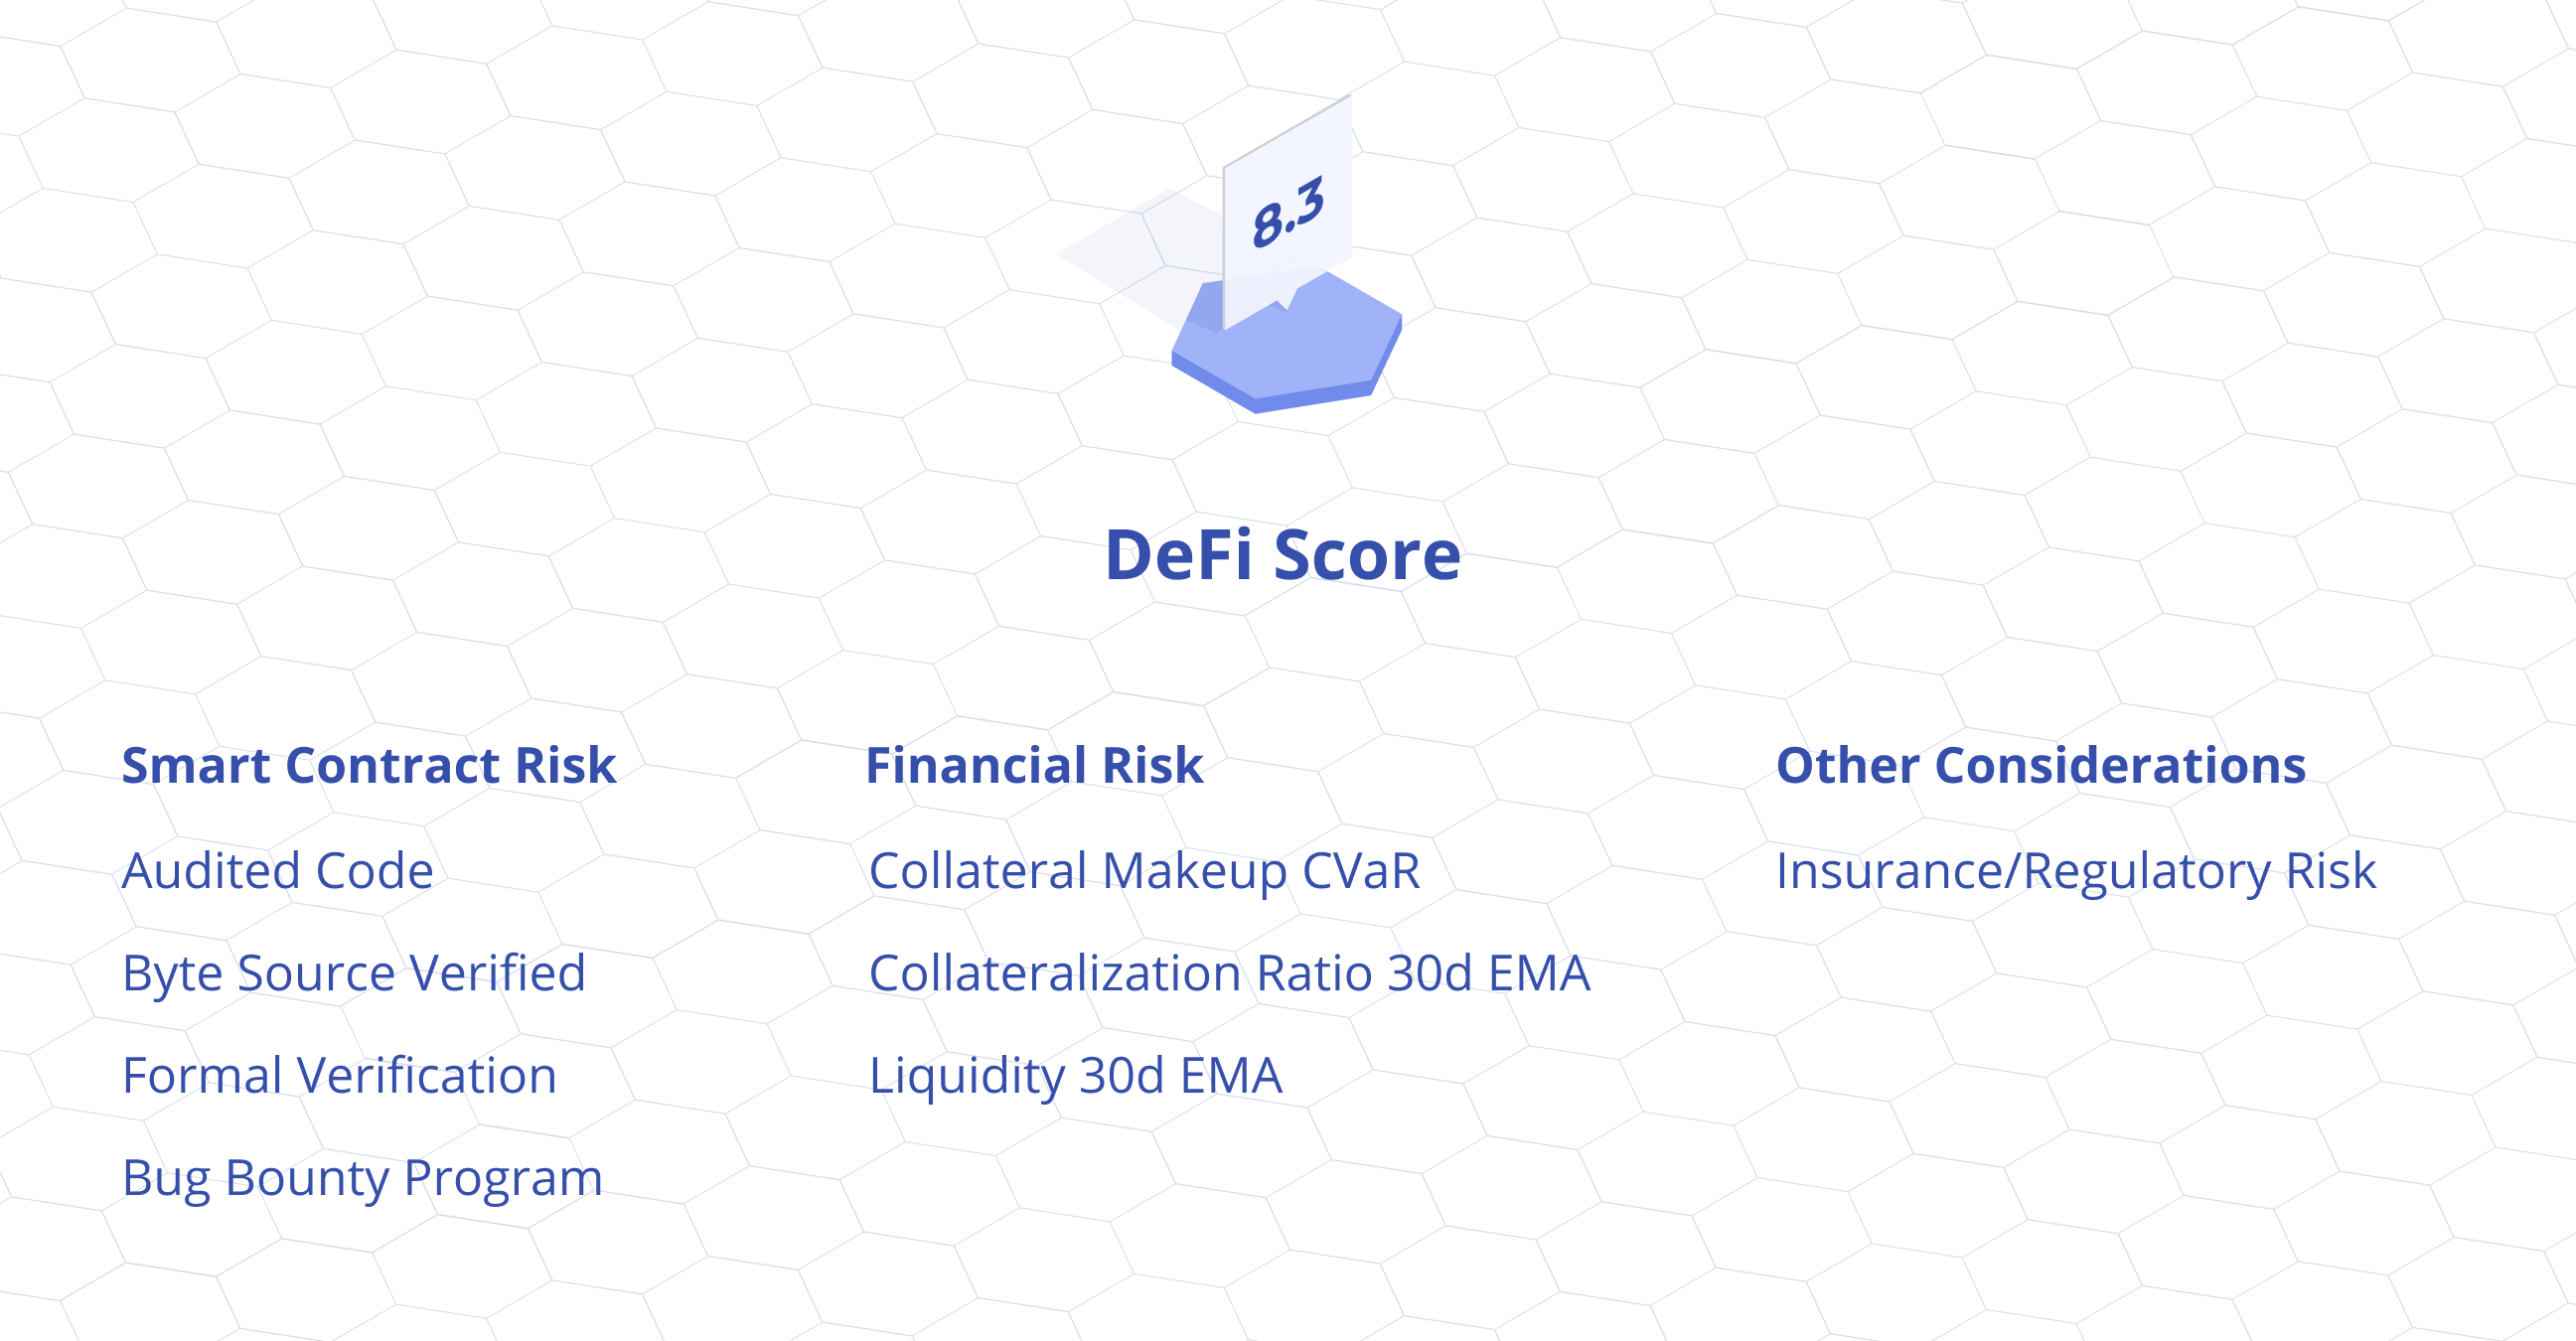 8.3
DeFi Score
Smart Contract Risk
Audited Code
Byte Source Verified
Formal Verification
Bug Bounty Program
Financial Risk
Collateral Makeup CVaR
Collateralization Ratio 30d EMA
Liquidity 30d EMA
Other Considerations
Insurance/Regulatory Risk